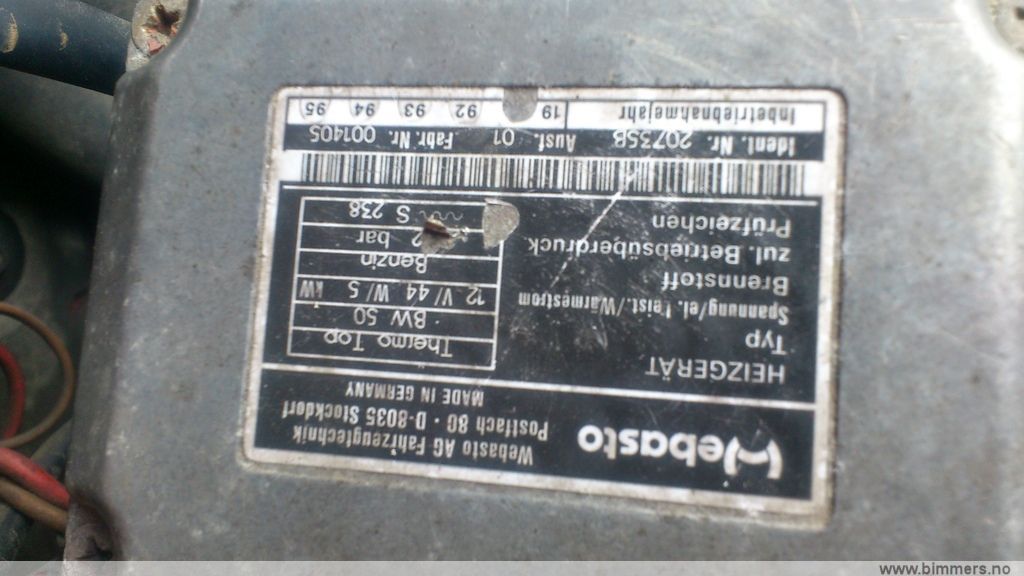 Webasto
Webasto AG Fahrzeugtechnik
Postfach 80 · D-8035 Stockdorf
MADE IN GERMANY
HEIZGERÄT
Thermo Top
Typ
· BW 50
Spannung/el. Leist./Wärmestrom
12 V/44 W/5 kW
Brennstoff
Benzin
zul. Betriebsüberdruck
bar
Prüfzeichen
S 238
Ident. Nr. 20735B Ausf. 01 Fabr. Nr. 001405
Inbetriebnahmejahr 19 92 93 94 95
www.bimmers.no